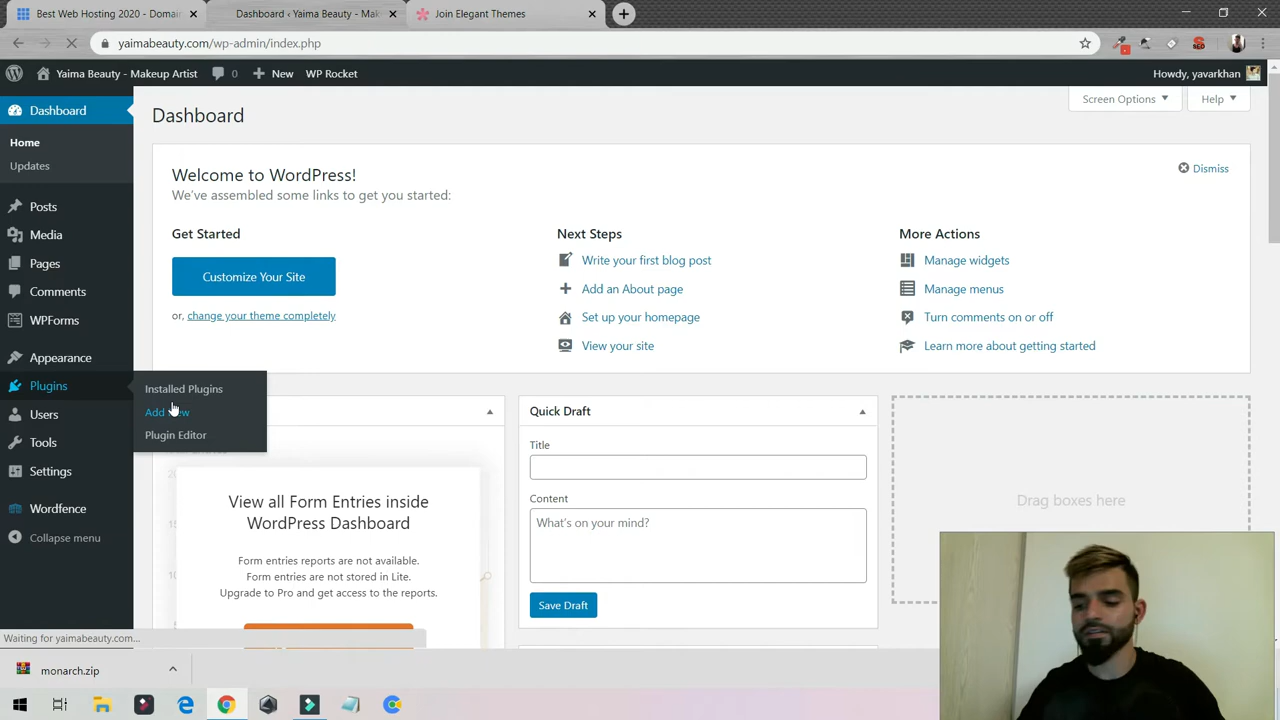 Best Web Hosting 2020 - Domain
Dashboard ‹ Yaima Beauty - Mak
Join Elegant Themes
yaimabeauty.com/wp-admin/index.php
Yaima Beauty - Makeup Artist
0
New
WP Rocket
Howdy, yavarkhan
Dashboard
Home
Updates
Posts
Media
Pages
Comments
WPForms
Appearance
Plugins
Users
Tools
Settings
Wordfence
Collapse menu
Installed Plugins
Add New
Plugin Editor
Dashboard
Screen Options
Help
Welcome to WordPress!
We've assembled some links to get you started:
Dismiss
Get Started
Customize Your Site
or, change your theme completely
Next Steps
Write your first blog post
Add an About page
Set up your homepage
View your site
More Actions
Manage widgets
Manage menus
Turn comments on or off
Learn more about getting started
View all Form Entries inside
WordPress Dashboard
Form entries reports are not available.
Form entries are not stored in Lite.
Upgrade to Pro and get access to the reports.
Quick Draft
Title
Content
What's on your mind?
Save Draft
Drag boxes here
Waiting for yaimabeauty.com...
monarch.zip
SEO